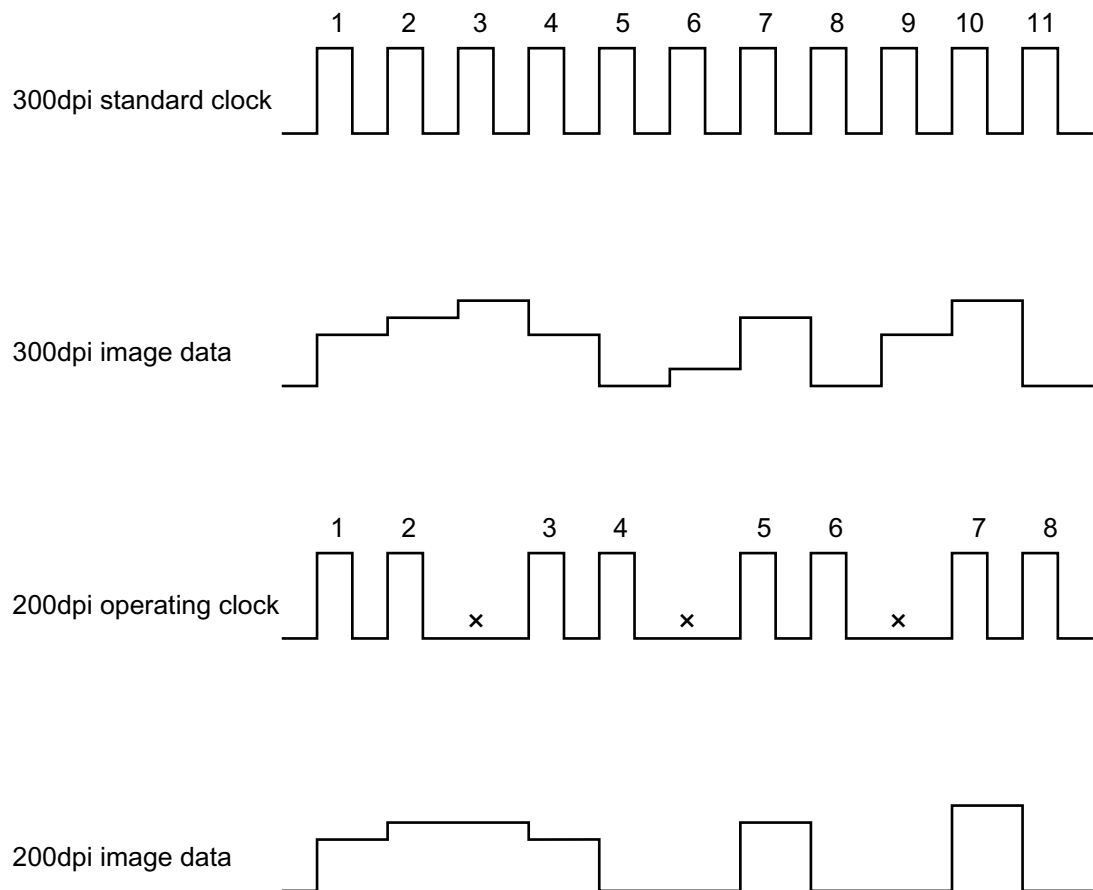 1 2 3 4 5 6 7 8 9 10 11
300dpi standard clock
300dpi image data
1 2 3 4 5 6 7 8
200dpi operating clock
× × ×
200dpi image data